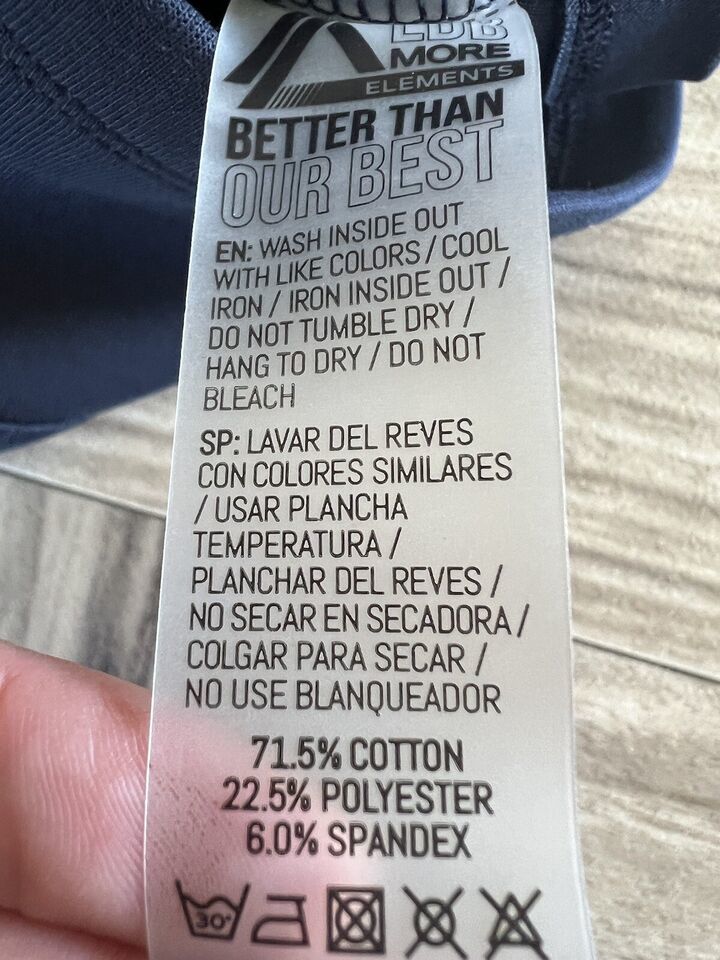 MORE
ELEMENTS
BETTER THAN
OUR BEST
EN: WASH INSIDE OUT
WITH LIKE COLORS / COOL
IRON / IRON INSIDE OUT /
DO NOT TUMBLE DRY /
HANG TO DRY / DO NOT
BLEACH
SP: LAVAR DEL REVES
CON COLORES SIMILARES
/ USAR PLANCHA
TEMPERATURA /
PLANCHAR DEL REVES /
NO SECAR EN SECADORA /
COLGAR PARA SECAR /
NO USE BLANQUEADOR
71.5% COTTON
22.5% POLYESTER
6.0% SPANDEX
30°